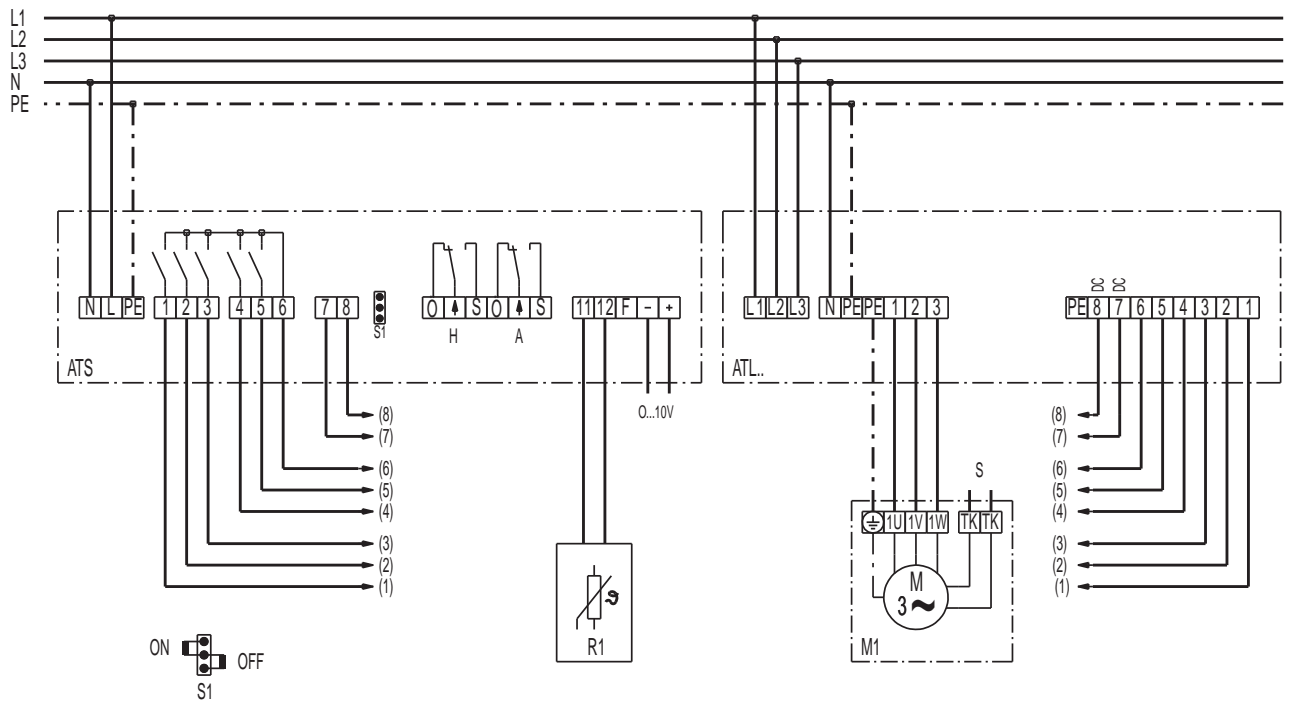 L1
L2
L3
N
PE
DC DC
N L PE 1 2 3 4 5 6 7 8 O S O S 11 12 F − + L1 L2 L3 N PE PE 1 2 3 PE 8 7 6 5 4 3 2 1
S1 H A
ATS ATL..
(8) O...10V (8)
(7) (7)
(6) S (6)
(5) (5)
(4) 1U 1V 1W TK TK (4)
(3) (3)
(2) (2)
(1) M (1)
3 ~
ϑ
ON R1 M1
OFF
S1